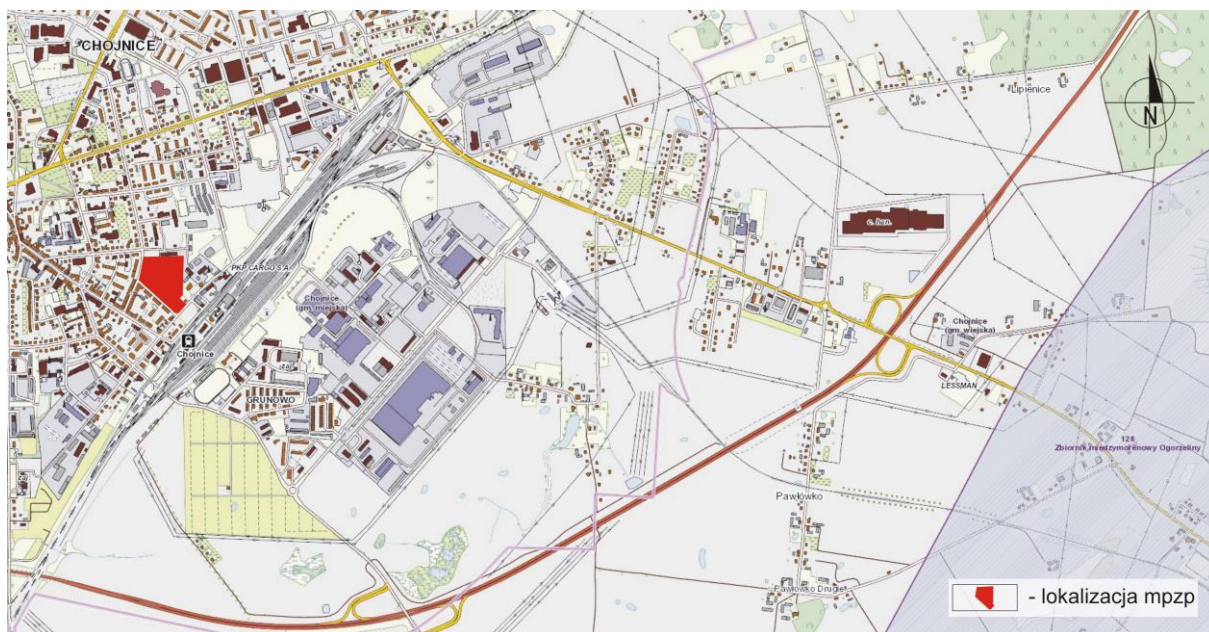 CHOJNICE
Lipienice
N
c. han.
PKP CARGO S.A.
Chojnice
(gm. miejska)
Chojnice
(gm. wiejska)
Chojnice
LESSMAN
GRUNOWO
128
Zbiornik międzymorenowy Ogorzeliny
Pawłówko
Pawłówko Drugie
- lokalizacja mpzp